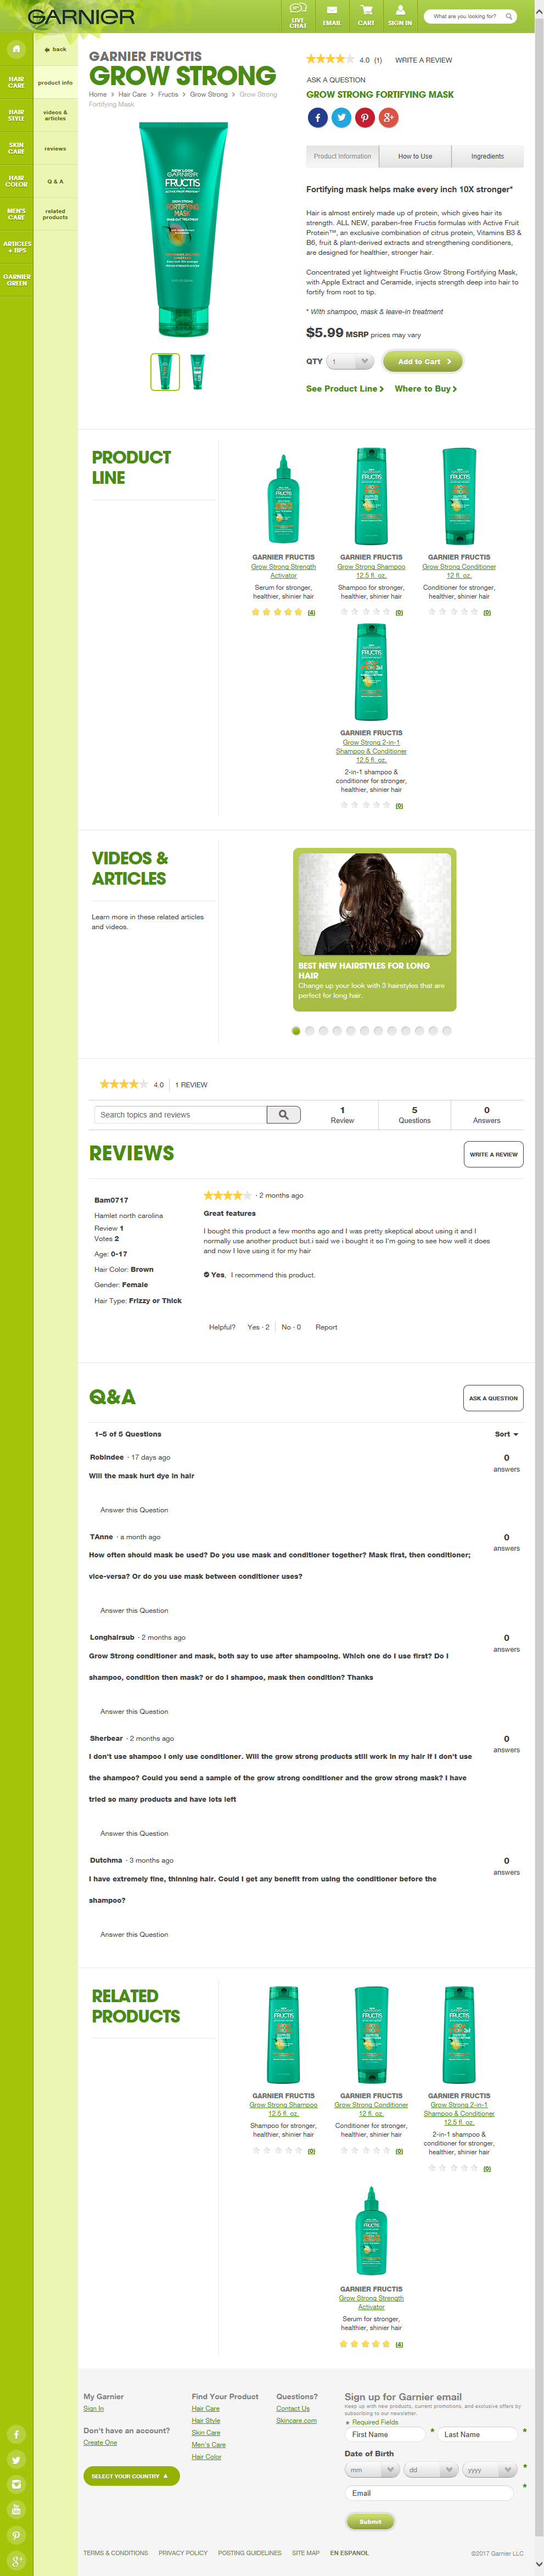 GARNIER
LIVE
CHAT
EMAIL
CART
SIGN IN
What are you looking for?
HAIR
CARE
HAIR
STYLE
SKIN
CARE
HAIR
COLOR
MEN'S
CARE
ARTICLES
+ TIPS
GARNIER
GREEN
back
product info
videos &
articles
reviews
Q & A
related
products
GARNIER FRUCTIS
GROW STRONG
Home > Hair Care > Fructis > Grow Strong > Grow Strong
Fortifying Mask
NEW LOOK
GARNIER
FRUCTIS
GROW STRONG
FORTIFYING
MASK
4.0 (1) WRITE A REVIEW
ASK A QUESTION
GROW STRONG FORTIFYING MASK
Product Information
How to Use
Ingredients
Fortifying mask helps make every inch 10X stronger*
Hair is almost entirely made up of protein, which gives hair its
strength. ALL NEW, paraben-free Fructis formulas with Active Fruit
Protein™, an exclusive combination of citrus protein, Vitamins B3 &
B6, fruit & plant-derived extracts and strengthening conditioners,
are designed for healthier, stronger hair.
Concentrated yet lightweight Fructis Grow Strong Fortifying Mask,
with Apple Extract and Ceramide, injects strength deep into hair to
fortify from root to tip.
* With shampoo, mask & leave-in treatment
$5.99 MSRP prices may vary
QTY 1 Add to Cart >
See Product Line > Where to Buy >
PRODUCT
LINE
GARNIER FRUCTIS
Grow Strong Strength
Activator
Serum for stronger,
healthier, shinier hair
(4)
GARNIER FRUCTIS
Grow Strong Shampoo
12.5 fl. oz.
Shampoo for stronger,
healthier, shinier hair
(0)
GARNIER FRUCTIS
Grow Strong Conditioner
12 fl. oz.
Conditioner for stronger,
healthier, shinier hair
(0)
GARNIER FRUCTIS
Grow Strong 2-in-1
Shampoo & Conditioner
12.5 fl. oz.
2-in-1 shampoo &
conditioner for stronger,
healthier, shinier hair
(0)
VIDEOS &
ARTICLES
Learn more in these related articles
and videos.
BEST NEW HAIRSTYLES FOR LONG
HAIR
Change up your look with 3 hairstyles that are
perfect for long hair.
4.0 1 REVIEW
Search topics and reviews
1
Review
5
Questions
0
Answers
REVIEWS
WRITE A REVIEW
Bam0717
Hamlet north carolina
Review 1
Votes 2
Age: 0-17
Hair Color: Brown
Gender: Female
Hair Type: Frizzy or Thick
· 2 months ago
Great features
I bought this product a few months ago and I was pretty skeptical about using it and I
normally use another product but.i said we i bought it so I'm going to see how well it does
and now I love using it for my hair
Yes, I recommend this product.
Helpful? Yes · 2 No · 0 Report
Q&A
ASK A QUESTION
1–5 of 5 Questions
Sort
Robindee · 17 days ago
Will the mask hurt dye in hair
0
answers
Answer this Question
TAnne · a month ago
How often should mask be used? Do you use mask and conditioner together? Mask first, then conditioner;
vice-versa? Or do you use mask between conditioner uses?
0
answers
Answer this Question
Longhairsub · 2 months ago
Grow Strong Conditioner and mask, both say to use after shampooing. Which one do I use first? Do I
shampoo, condition then mask? or do I shampoo, mask then condition? Thanks
0
answers
Answer this Question
Sherbear · 2 months ago
I don't use shampoo I only use conditioner. Will the grow strong products still work in my hair if I don't use
the shampoo? Could you send a sample of the grow strong conditioner and the grow strong mask? I have
tried so many products and have lots left
0
answers
Answer this Question
Dutchma · 3 months ago
I have extremely fine, thinning hair. Could I get any benefit from using the conditioner before the
shampoo?
0
answers
Answer this Question
RELATED
PRODUCTS
GARNIER FRUCTIS
Grow Strong Shampoo
12.5 fl. oz.
Shampoo for stronger,
healthier, shinier hair
(0)
GARNIER FRUCTIS
Grow Strong Conditioner
12 fl. oz.
Conditioner for stronger,
healthier, shinier hair
(0)
GARNIER FRUCTIS
Grow Strong 2-in-1
Shampoo & Conditioner
12.5 fl. oz.
2-in-1 shampoo &
conditioner for stronger,
healthier, shinier hair
(0)
GARNIER FRUCTIS
Grow Strong Strength
Activator
Serum for stronger,
healthier, shinier hair
(4)
My Garnier
Sign In
Don't have an account?
Create One
SELECT YOUR COUNTRY
Find Your Product
Hair Care
Hair Style
Skin Care
Men's Care
Hair Color
Questions?
Contact Us
Skincare.com
Sign up for Garnier email
Keep up with new products, current promotions, and exclusive offers by
subscribing to our newsletter.
* Required Fields
First Name * Last Name *
Date of Birth
mm dd yyyy *
Email *
Submit
TERMS & CONDITIONS PRIVACY POLICY POSTING GUIDELINES SITE MAP EN ESPANOL
©2017 Garnier LLC